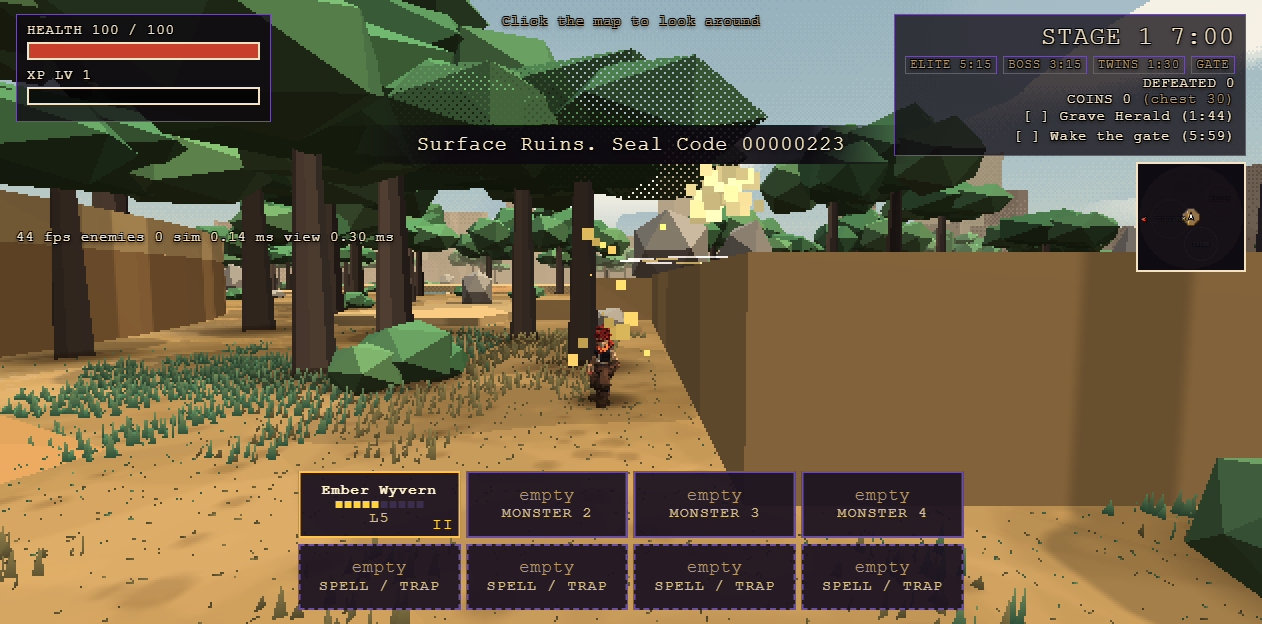 HEALTH 100 / 100
XP LV 1
Click the map to look around
STAGE 1 7:00
ELITE 5:15 BOSS 3:15 TWINS 1:30 GATE
DEFEATED 0
COINS 0 (chest 30)
[ ] Grave Herald (1:44)
[ ] Wake the gate (5:59)
Surface Ruins. Seal Code 00000223
44 fps enemies 0 sim 0.14 ms view 0.30 ms
Ember Wyvern
L5
II
empty
MONSTER 2
empty
MONSTER 3
empty
MONSTER 4
empty
SPELL / TRAP
empty
SPELL / TRAP
empty
SPELL / TRAP
empty
SPELL / TRAP